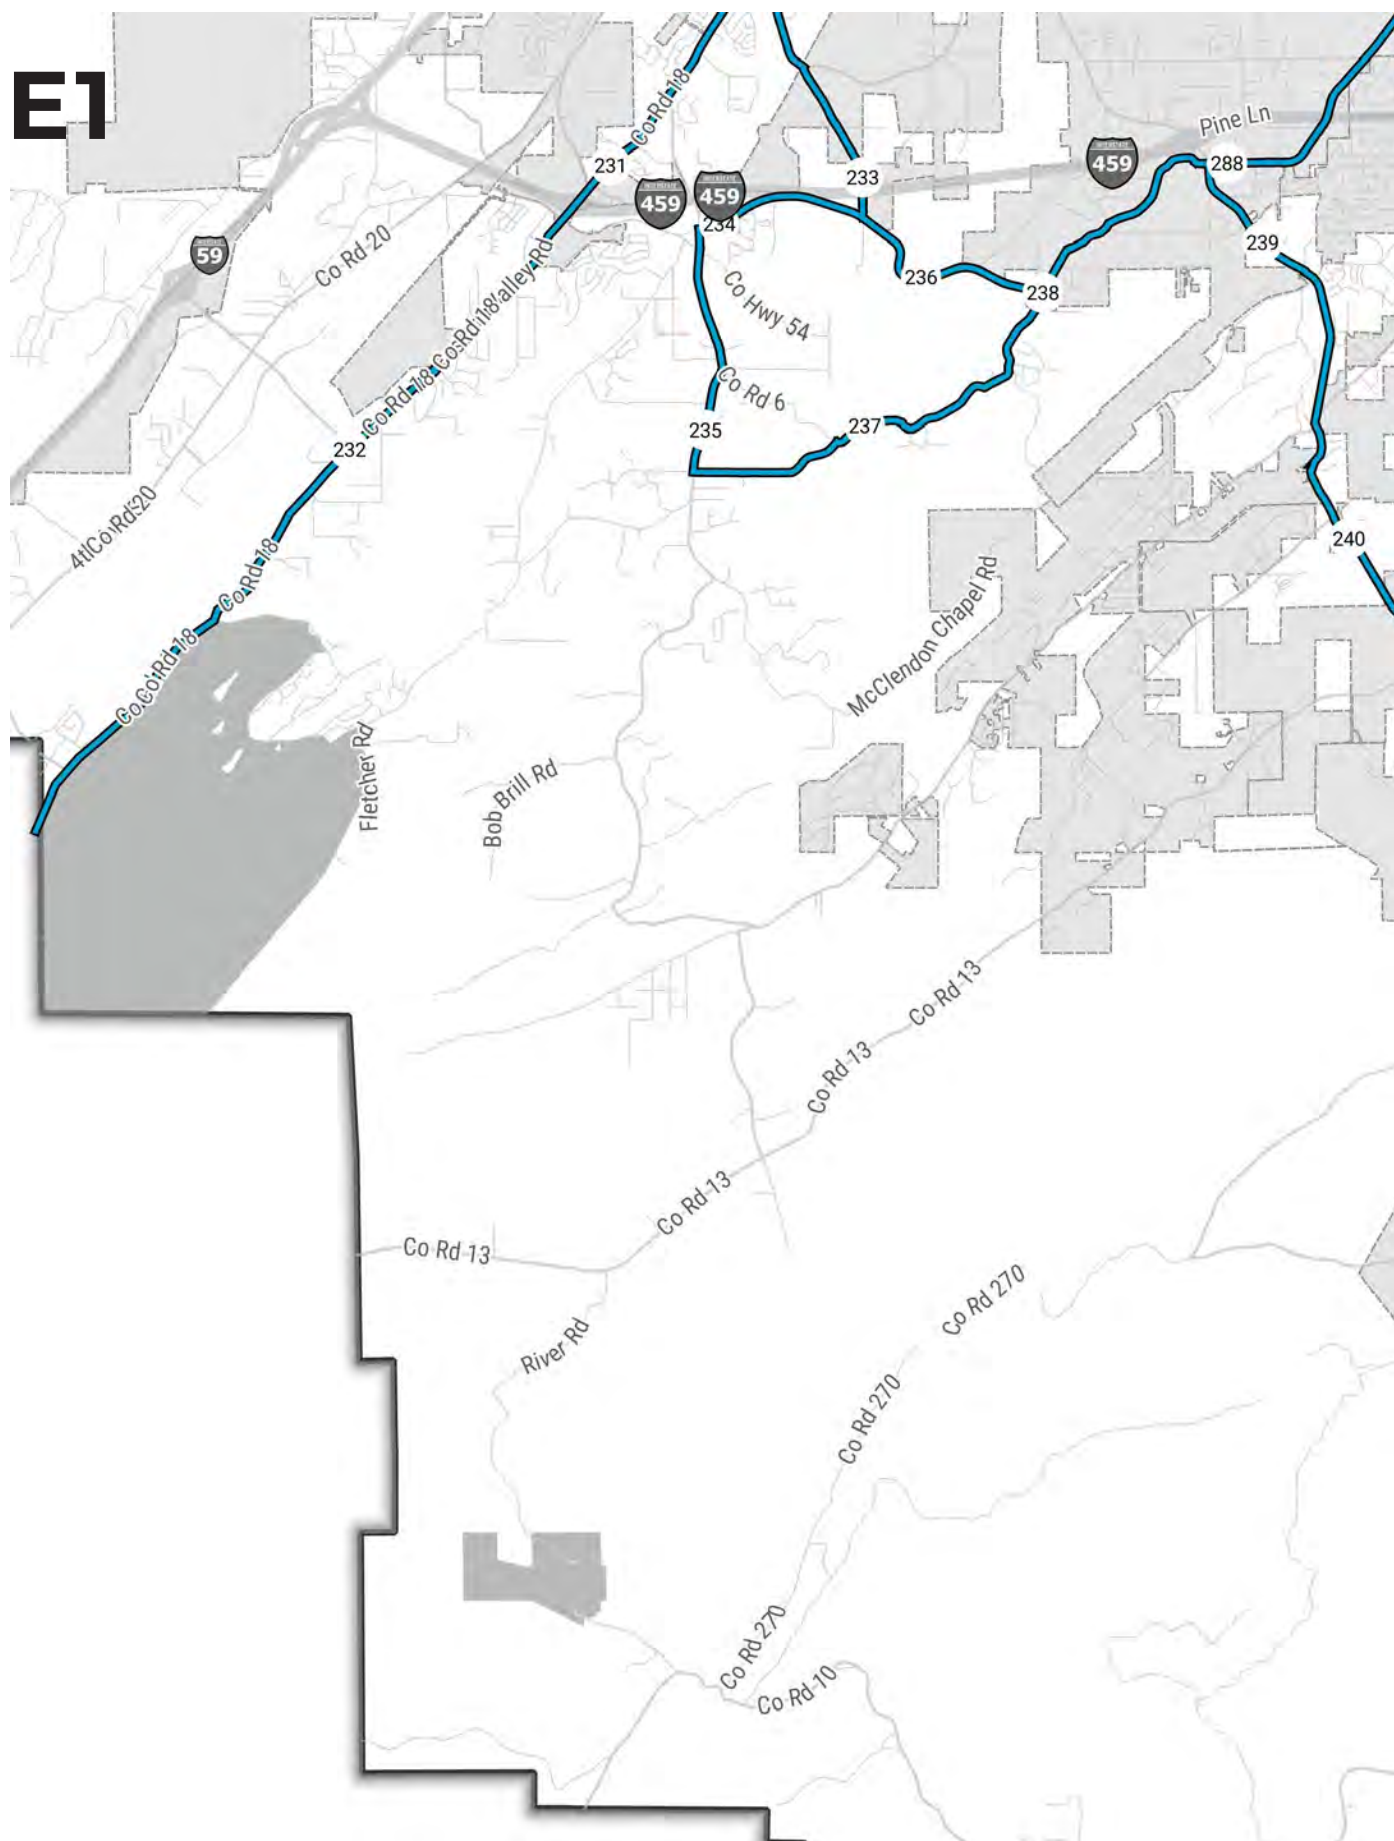 E1
Co Rd 18
Pine Ln
231
INTERSTATE
459
INTERSTATE
459
233
INTERSTATE
459
288
234
59
Co Rd 20
alley Rd
Co Rd 18
239
236
238
Co Hwy 54
Co Rd 18
Co Rd 6
235
237
232
Co Rd 20
240
Co Rd 18
McClendon Chapel Rd
Co Rd 18
Fletcher Rd
Bob Brill Rd
Co Rd 13
Co Rd 13
Co Rd 13
Co Rd 13
River Rd
Co Rd 270
Co Rd 270
Co Rd 270
Co Rd 10